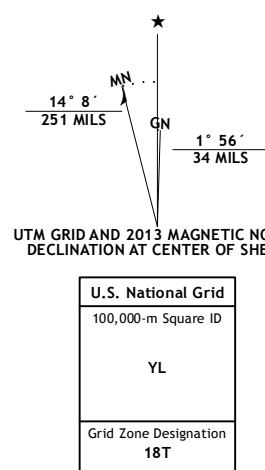 ★
MN
GN
14° 8´
251 MILS
1° 56´
34 MILS
UTM GRID AND 2013 MAGNETIC NO
DECLINATION AT CENTER OF SHE
U.S. National Grid
100,000-m Square ID
YL
Grid Zone Designation
18T